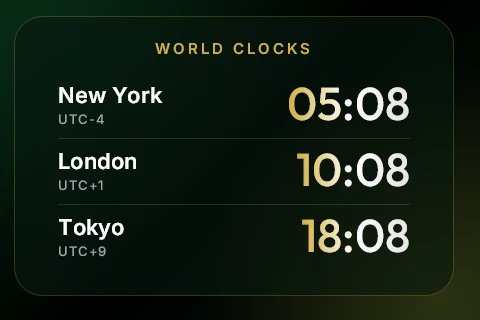 WORLD CLOCKS
New York
UTC-4
05:08
London
UTC+1
10:08
Tokyo
UTC+9
18:08